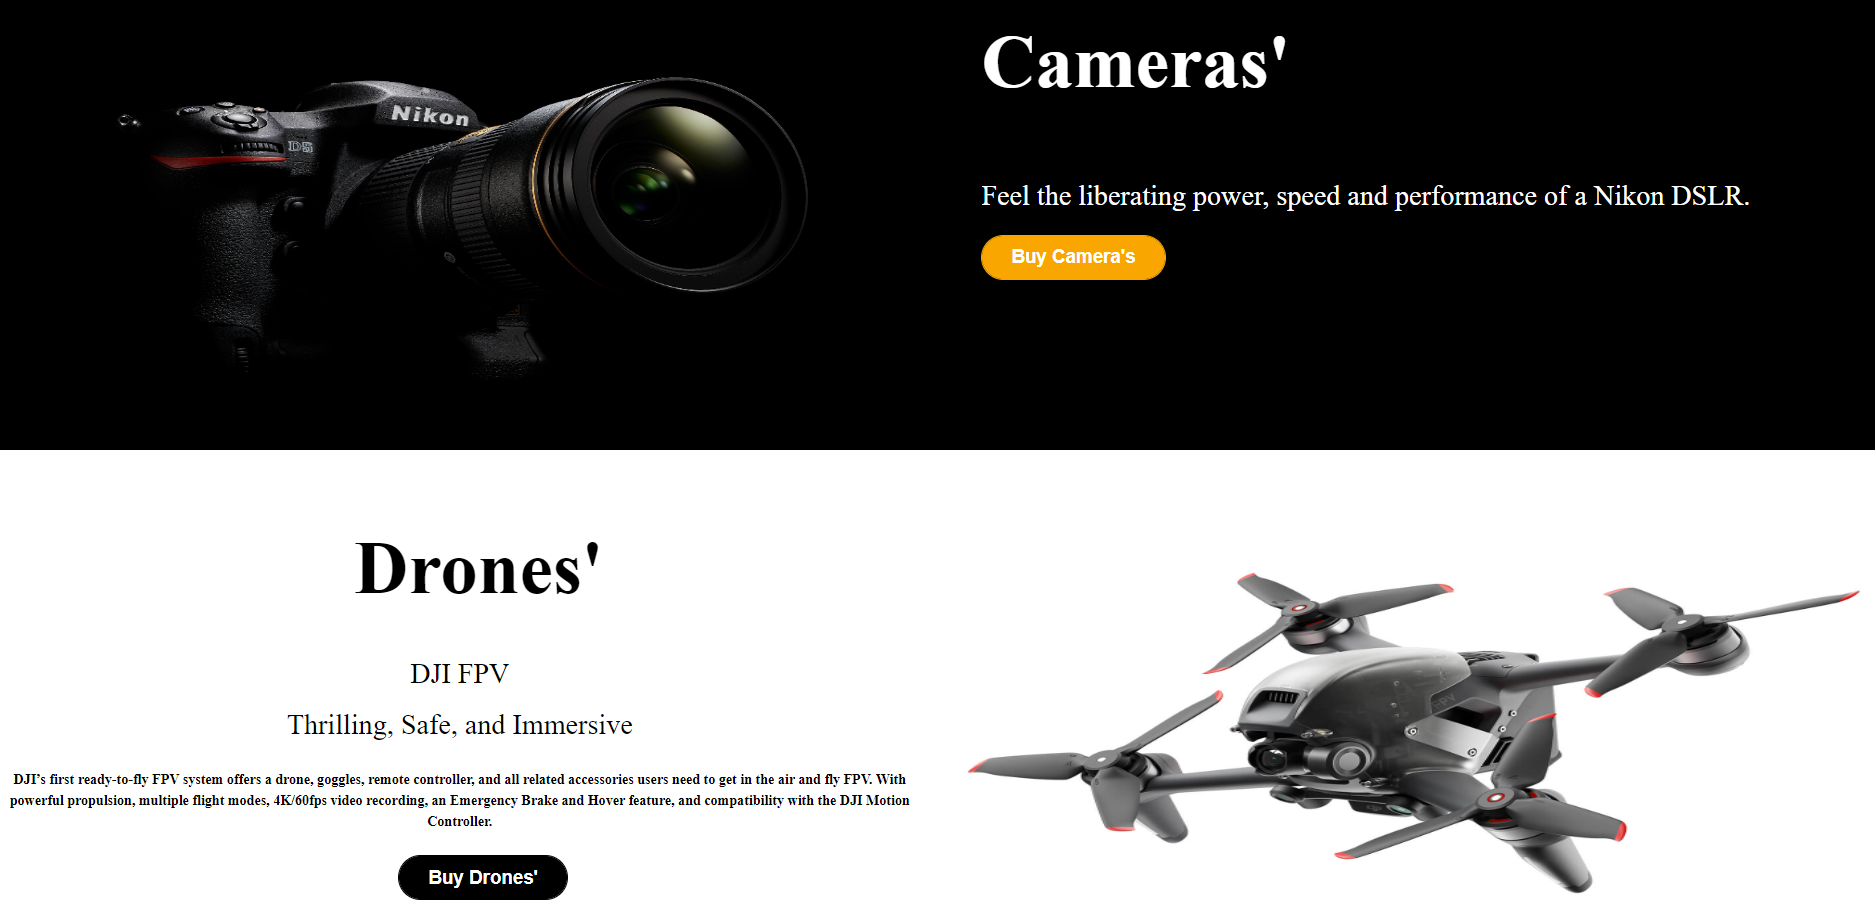 Cameras'
Nikon
D5
Feel the liberating power, speed and performance of a Nikon DSLR.
Buy Camera's
Drones'
DJI FPV
Thrilling, Safe, and Immersive
DJI’s first ready-to-fly FPV system offers a drone, goggles, remote controller, and all related accessories users need to get in the air and fly FPV. With
powerful propulsion, multiple flight modes, 4K/60fps video recording, an Emergency Brake and Hover feature, and compatibility with the DJI Motion
Controller.
Buy Drones'
FPV